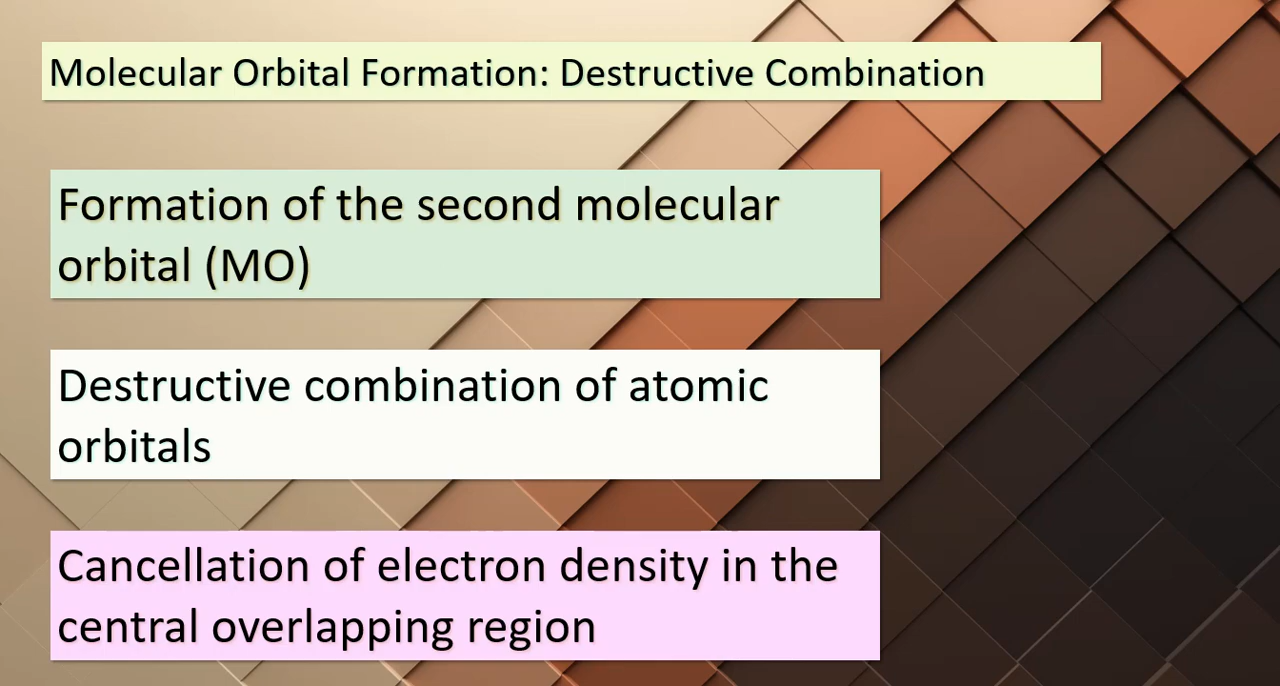 Molecular Orbital Formation: Destructive Combination
Formation of the second molecular
orbital (MO)
Destructive combination of atomic
orbitals
Cancellation of electron density in the
central overlapping region